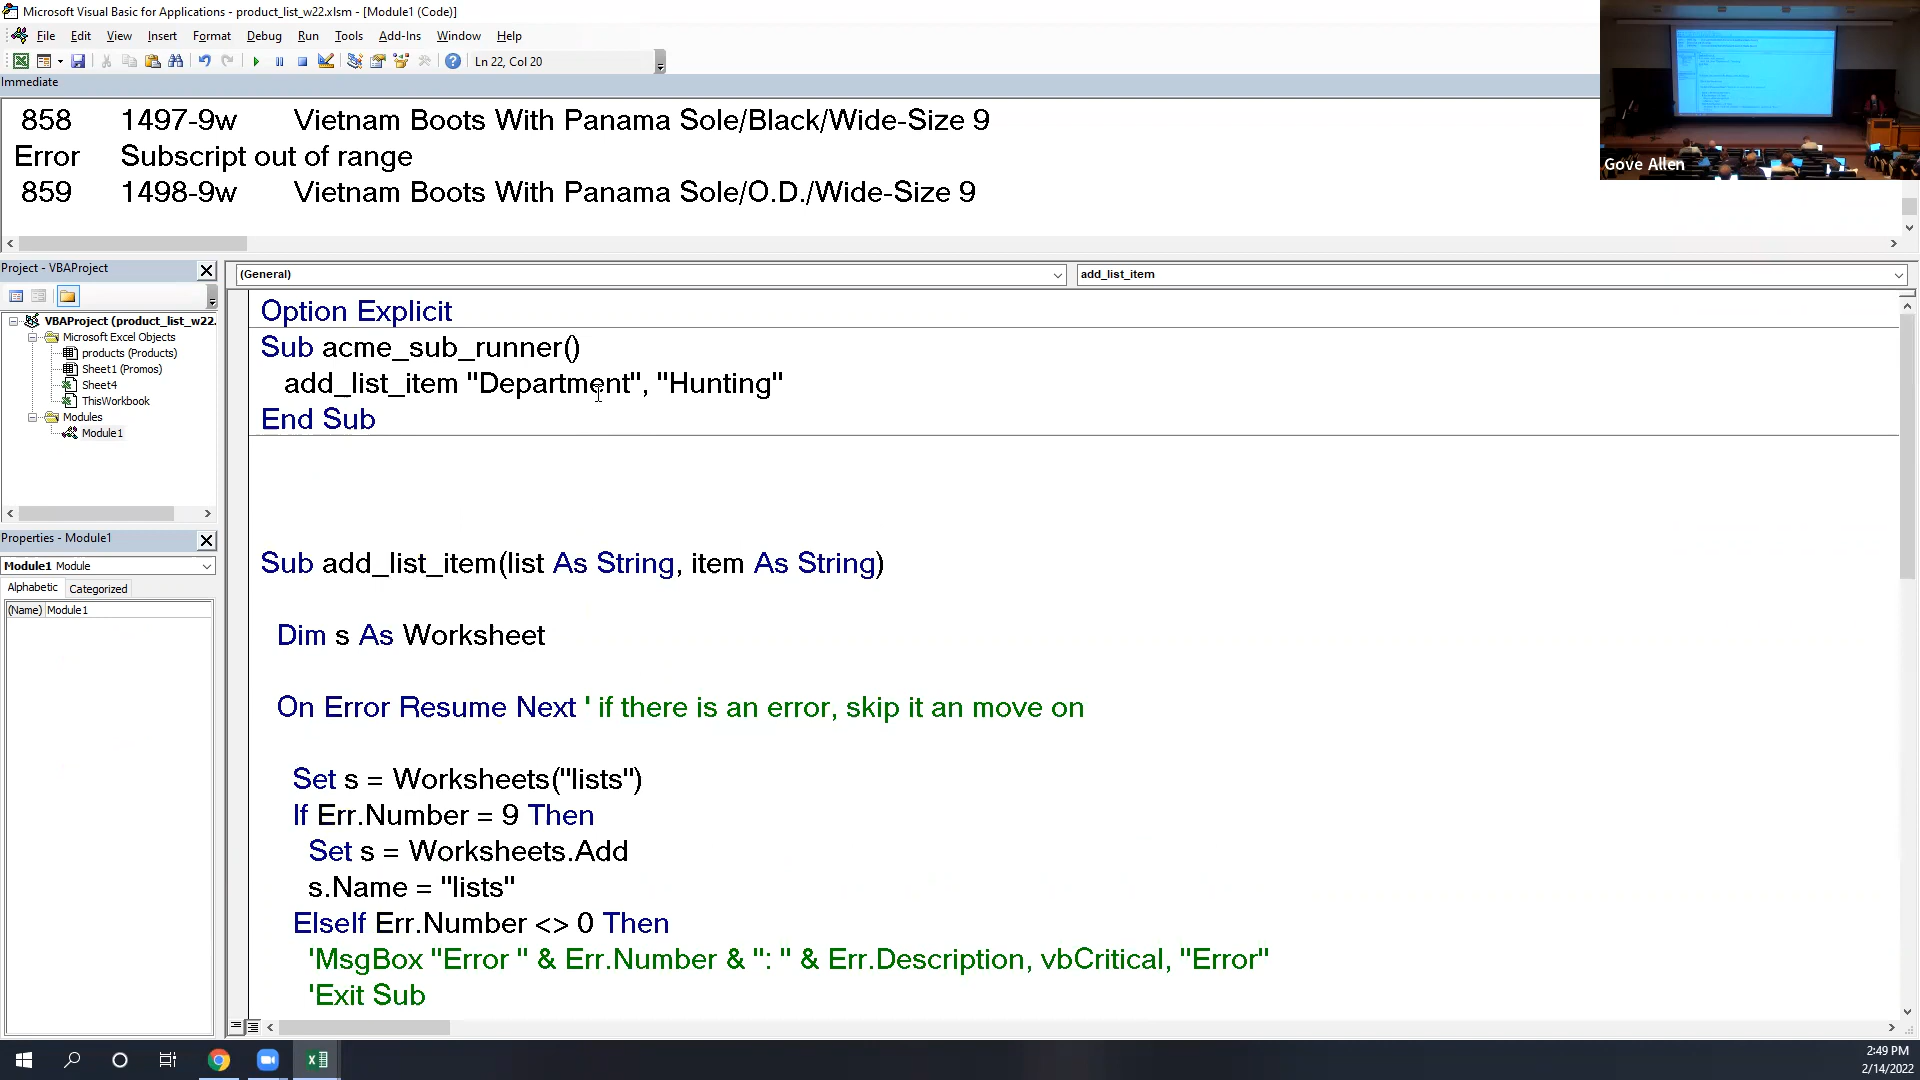 Microsoft Visual Basic for Applications - product_list_w22.xlsm - [Module1 (Code)]
File Edit View Insert Format Debug Run Tools Add-Ins Window Help
Ln 22, Col 20
Immediate
858 1497-9w Vietnam Boots With Panama Sole/Black/Wide-Size 9
Error Subscript out of range
859 1498-9w Vietnam Boots With Panama Sole/O.D./Wide-Size 9
Gove Allen
Project - VBAProject
VBAProject (product_list_w22.
Microsoft Excel Objects
products (Products)
Sheet1 (Promos)
Sheet4
ThisWorkbook
Modules
Module1
Properties - Module1
Module1 Module
Alphabetic Categorized
(Name) Module1
(General) add_list_item
Option Explicit
Sub acme_sub_runner()
add_list_item "Department", "Hunting"
End Sub
Sub add_list_item(list As String, item As String)
Dim s As Worksheet
On Error Resume Next ' if there is an error, skip it an move on
Set s = Worksheets("lists")
If Err.Number = 9 Then
Set s = Worksheets.Add
s.Name = "lists"
ElseIf Err.Number <> 0 Then
'MsgBox "Error " & Err.Number & ": " & Err.Description, vbCritical, "Error"
'Exit Sub
2:49 PM
2/14/2022